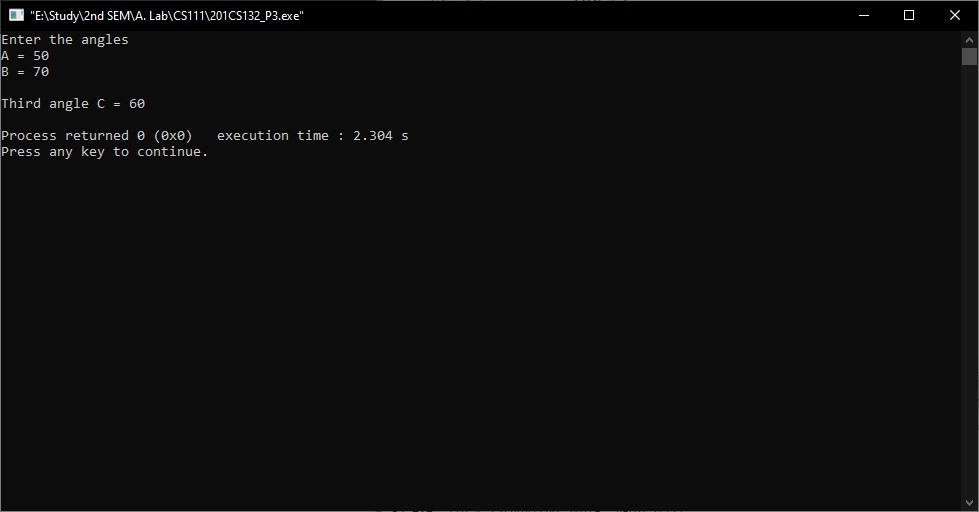 "E:\Study\2nd SEM\A. Lab\CS111\201CS132_P3.exe"
Enter the angles
A = 50
B = 70
Third angle C = 60
Process returned 0 (0x0)   execution time : 2.304 s
Press any key to continue.